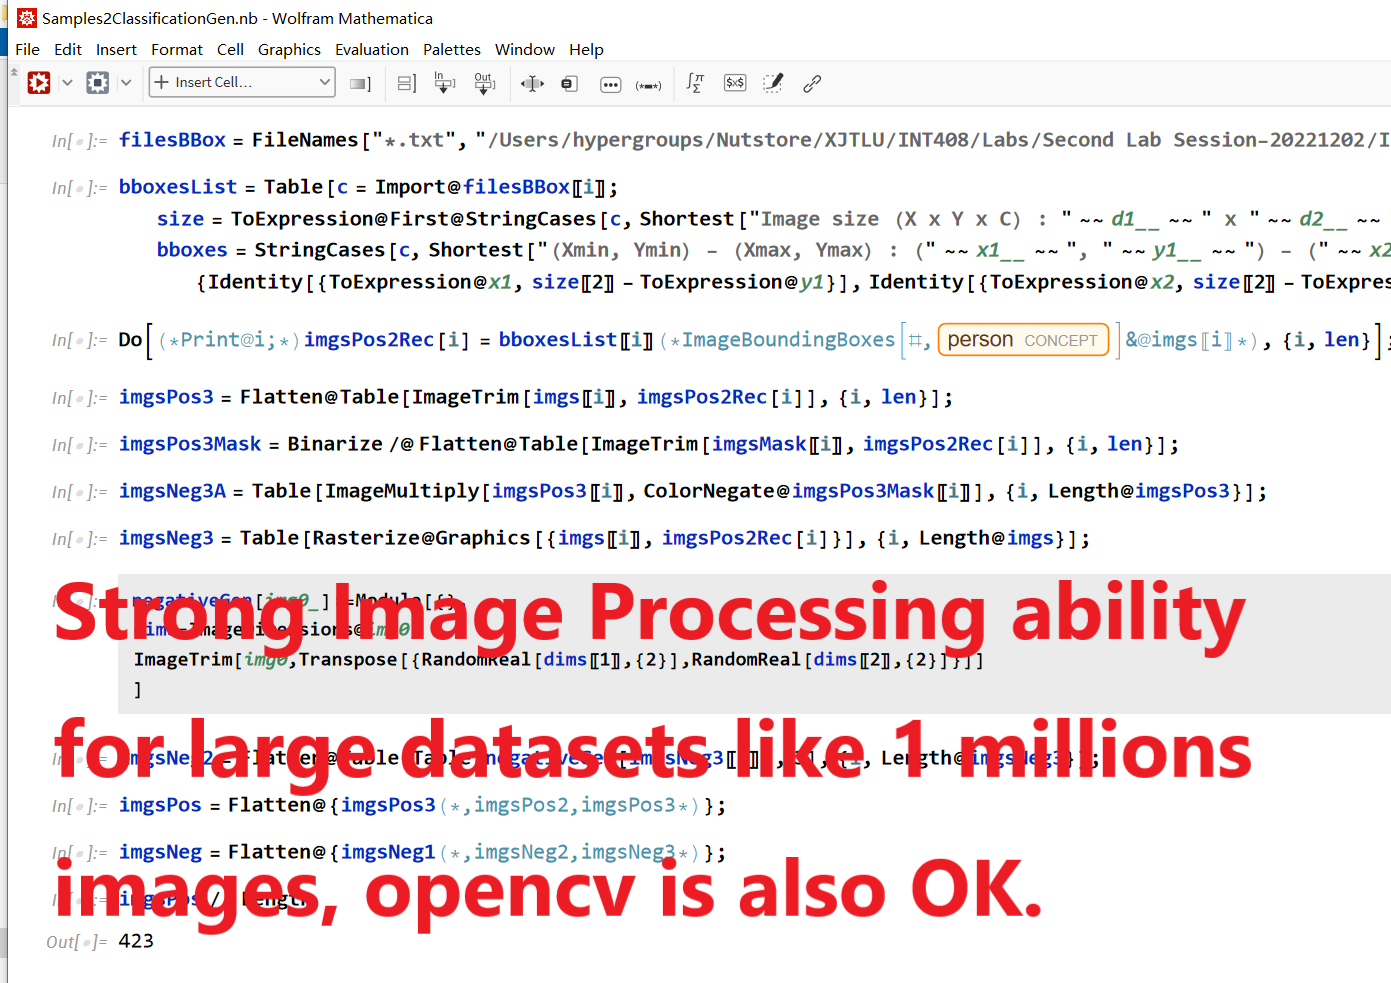 Samples2ClassificationGen.nb - Wolfram Mathematica
File Edit Insert Format Cell Graphics Evaluation Palettes Window Help
Insert Cell...
In[ ]:= filesBBox = FileNames["*.txt", "/Users/hypergroups/Nutstore/XJTLU/INT408/Labs/Second Lab Session-20221202/I
In[ ]:= bboxesList = Table[c = Import@filesBBox〚i〛;
size = ToExpression@First@StringCases[c, Shortest["Image size (X x Y x C) : " ~~ d1__ ~~ " x " ~~ d2__ ~~
bboxes = StringCases[c, Shortest["(Xmin, Ymin) - (Xmax, Ymax) : (" ~~ x1__ ~~ ", " ~~ y1__ ~~ ") - (" ~~ x2
{Identity[{ToExpression@x1, size〚2〛 - ToExpression@y1}], Identity[{ToExpression@x2, size〚2〛 - ToExpres
In[ ]:= Do[(*Print@i;*)imgsPos2Rec[i] = bboxesList〚i〛(*ImageBoundingBoxes[#, person CONCEPT]&@imgs〚i〛*), {i, len}];
In[ ]:= imgsPos3 = Flatten@Table[ImageTrim[imgs〚i〛, imgsPos2Rec[i]], {i, len}];
In[ ]:= imgsPos3Mask = Binarize /@ Flatten@Table[ImageTrim[imgsMask〚i〛, imgsPos2Rec[i]], {i, len}];
In[ ]:= imgsNeg3A = Table[ImageMultiply[imgsPos3〚i〛, ColorNegate@imgsPos3Mask〚i〛], {i, Length@imgsPos3}];
In[ ]:= imgsNeg3 = Table[Rasterize@Graphics[{imgs〚i〛, imgsPos2Rec[i]}], {i, Length@imgs}];
negativeGen[img0_]:=Module[{},
dims=ImageDimensions@img0
ImageTrim[img0,Transpose[{RandomReal[dims〚1〛,{2}],RandomReal[dims〚2〛,{2}]}]]
]
Strong Image Processing ability
imgsNeg2 = Flatten@Table[Table[negativeGen[imgsNeg3〚i〛], {i, Length@imgsNeg3}];
for large datasets like 1 millions
In[ ]:= imgsPos = Flatten@{imgsPos3(*,imgsPos2,imgsPos3*)};
In[ ]:= imgsNeg = Flatten@{imgsNeg1(*,imgsNeg2,imgsNeg3*)};
imgsPos // Length
images, opencv is also OK.
Out[ ]= 423